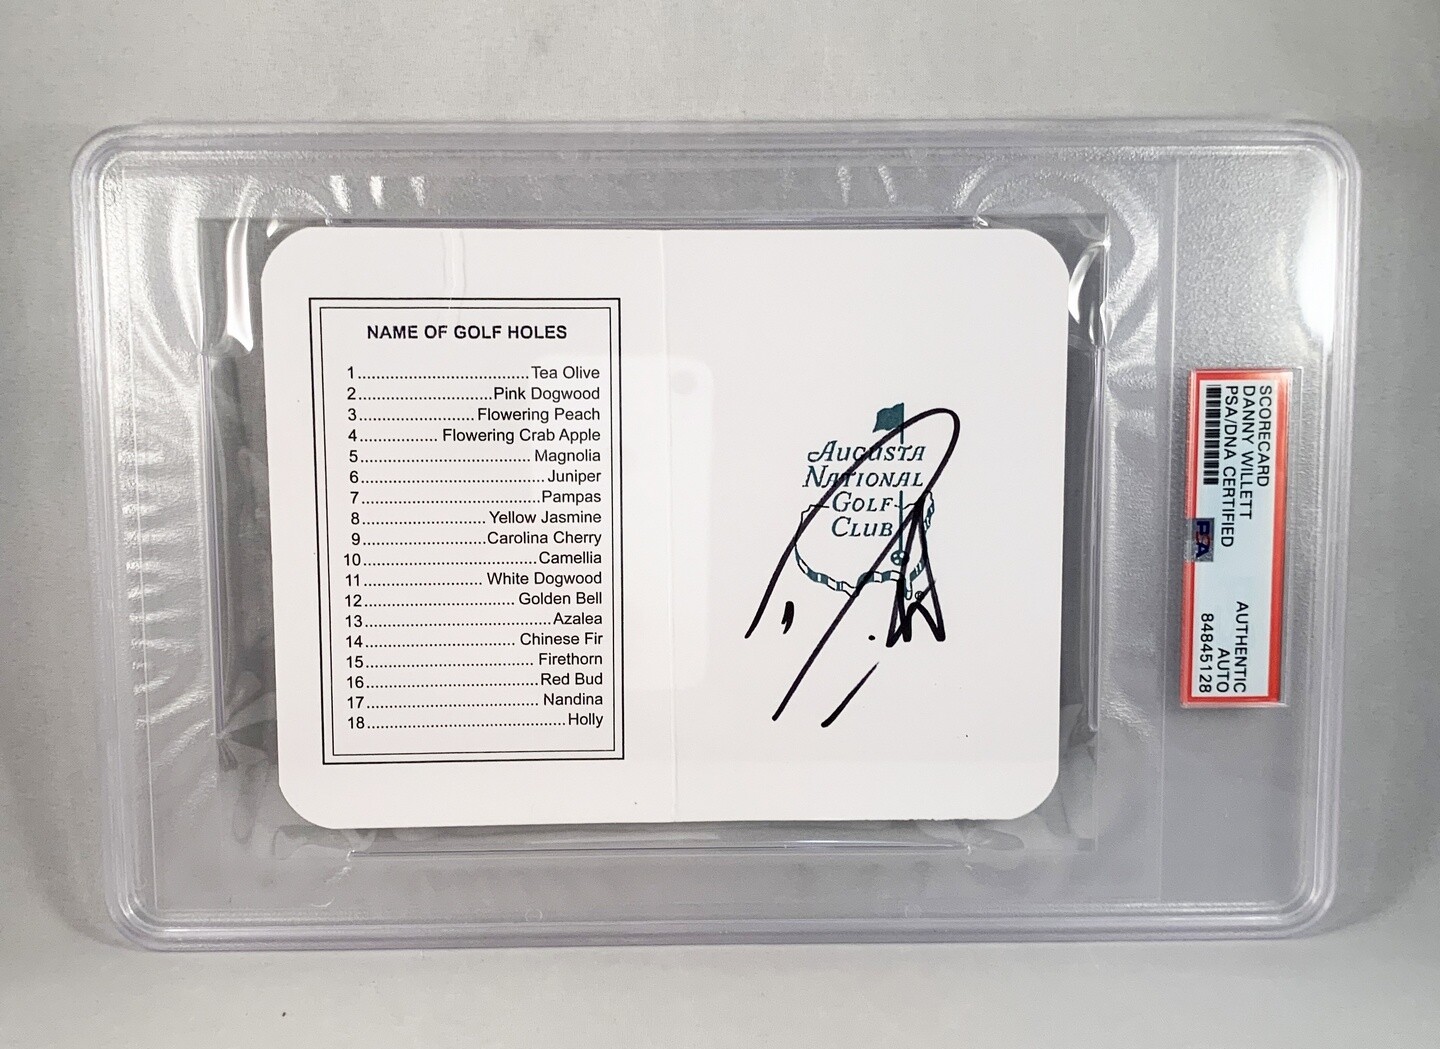 NAME OF GOLF HOLES
1 Tea Olive
2 Pink Dogwood
3 Flowering Peach
4 Flowering Crab Apple
5 Magnolia
6 Juniper
7 Pampas
8 Yellow Jasmine
9 Carolina Cherry
10 Camellia
11 White Dogwood
12 Golden Bell
13 Azalea
14 Chinese Fir
15 Firethorn
16 Red Bud
17 Nandina
18 Holly
AUGUSTA
NATIONAL
GOLF
CLUB
SCORECARD
DANNY WILLETT
PSA/DNA CERTIFIED
AUTHENTIC
AUTO
84845128
PSA